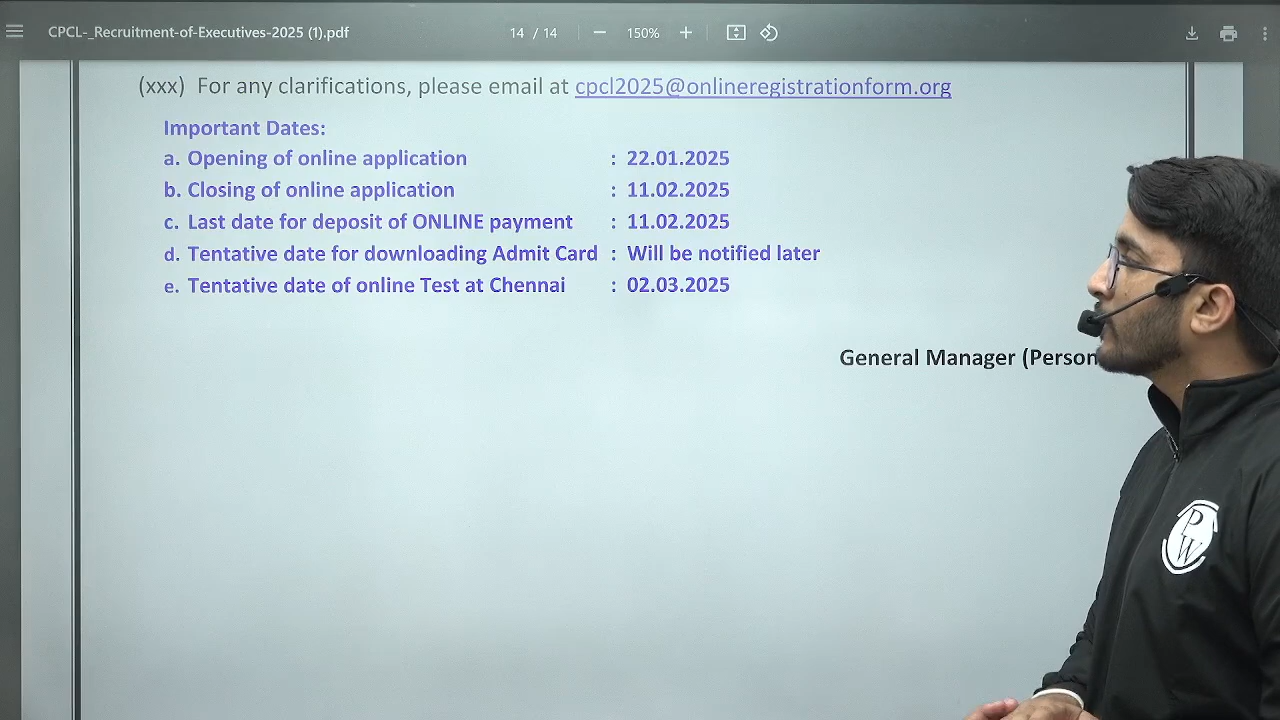 CPCL-_Recruitment-of-Executives-2025 (1).pdf
14 / 14
150%
(xxx) For any clarifications, please email at cpcl2025@onlineregistrationform.org
Important Dates:
a. Opening of online application : 22.01.2025
b. Closing of online application : 11.02.2025
c. Last date for deposit of ONLINE payment : 11.02.2025
d. Tentative date for downloading Admit Card : Will be notified later
e. Tentative date of online Test at Chennai : 02.03.2025
General Manager (Person
PW